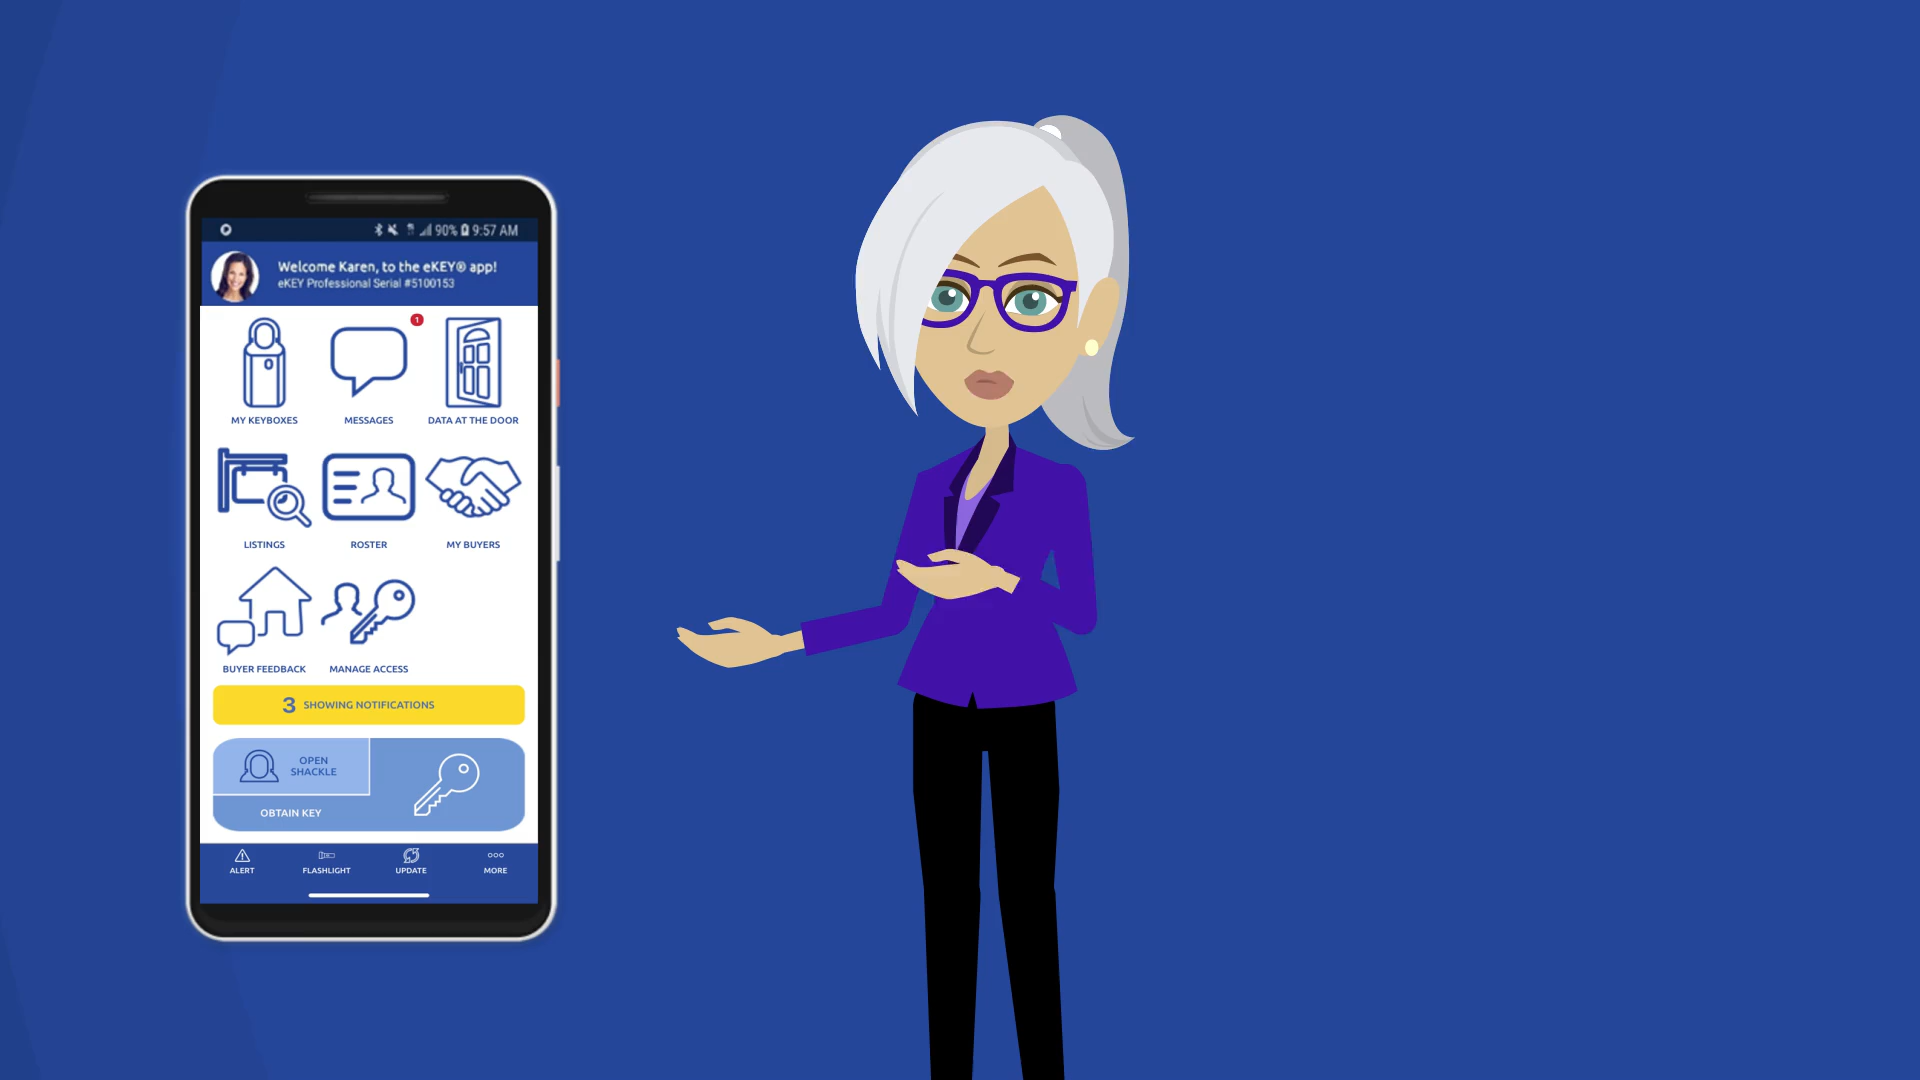 90% 9:57 AM
Welcome Karen, to the eKEY® app!
eKEY Professional Serial #5100153
1
MY KEYBOXES MESSAGES DATA AT THE DOOR
LISTINGS ROSTER MY BUYERS
BUYER FEEDBACK MANAGE ACCESS
3 SHOWING NOTIFICATIONS
OPEN
SHACKLE
OBTAIN KEY
ALERT FLASHLIGHT UPDATE MORE